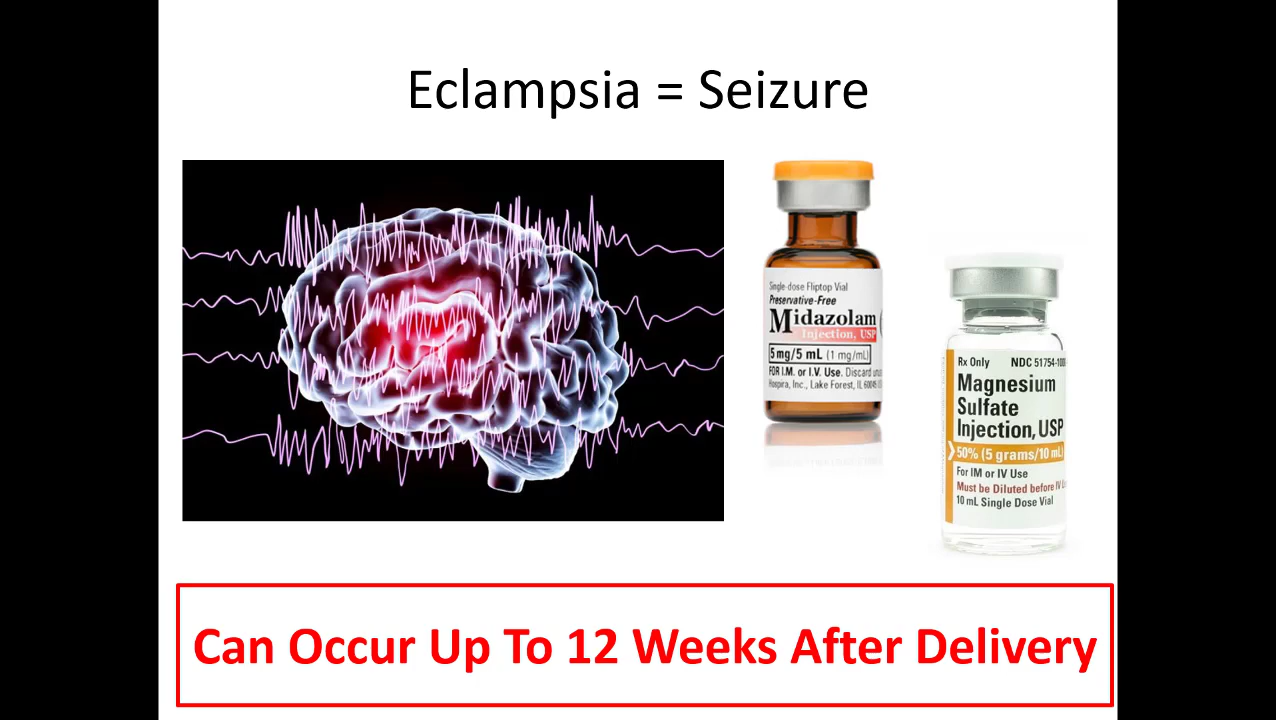 Eclampsia = Seizure
Single-dose Fliptop Vial
Preservative-Free
Midazolam
Injection, USP
5 mg/5 mL (1 mg/mL)
FOR I.M. or I.V. Use. Discard
Hospira, Inc., Lake Forest, IL 60045
Rx Only NDC 51754-
Magnesium
Sulfate
Injection, USP
50% (5 grams/10 mL)
For IM or IV Use
Must be Diluted before IV
10 mL Single Dose Vial
Can Occur Up To 12 Weeks After Delivery